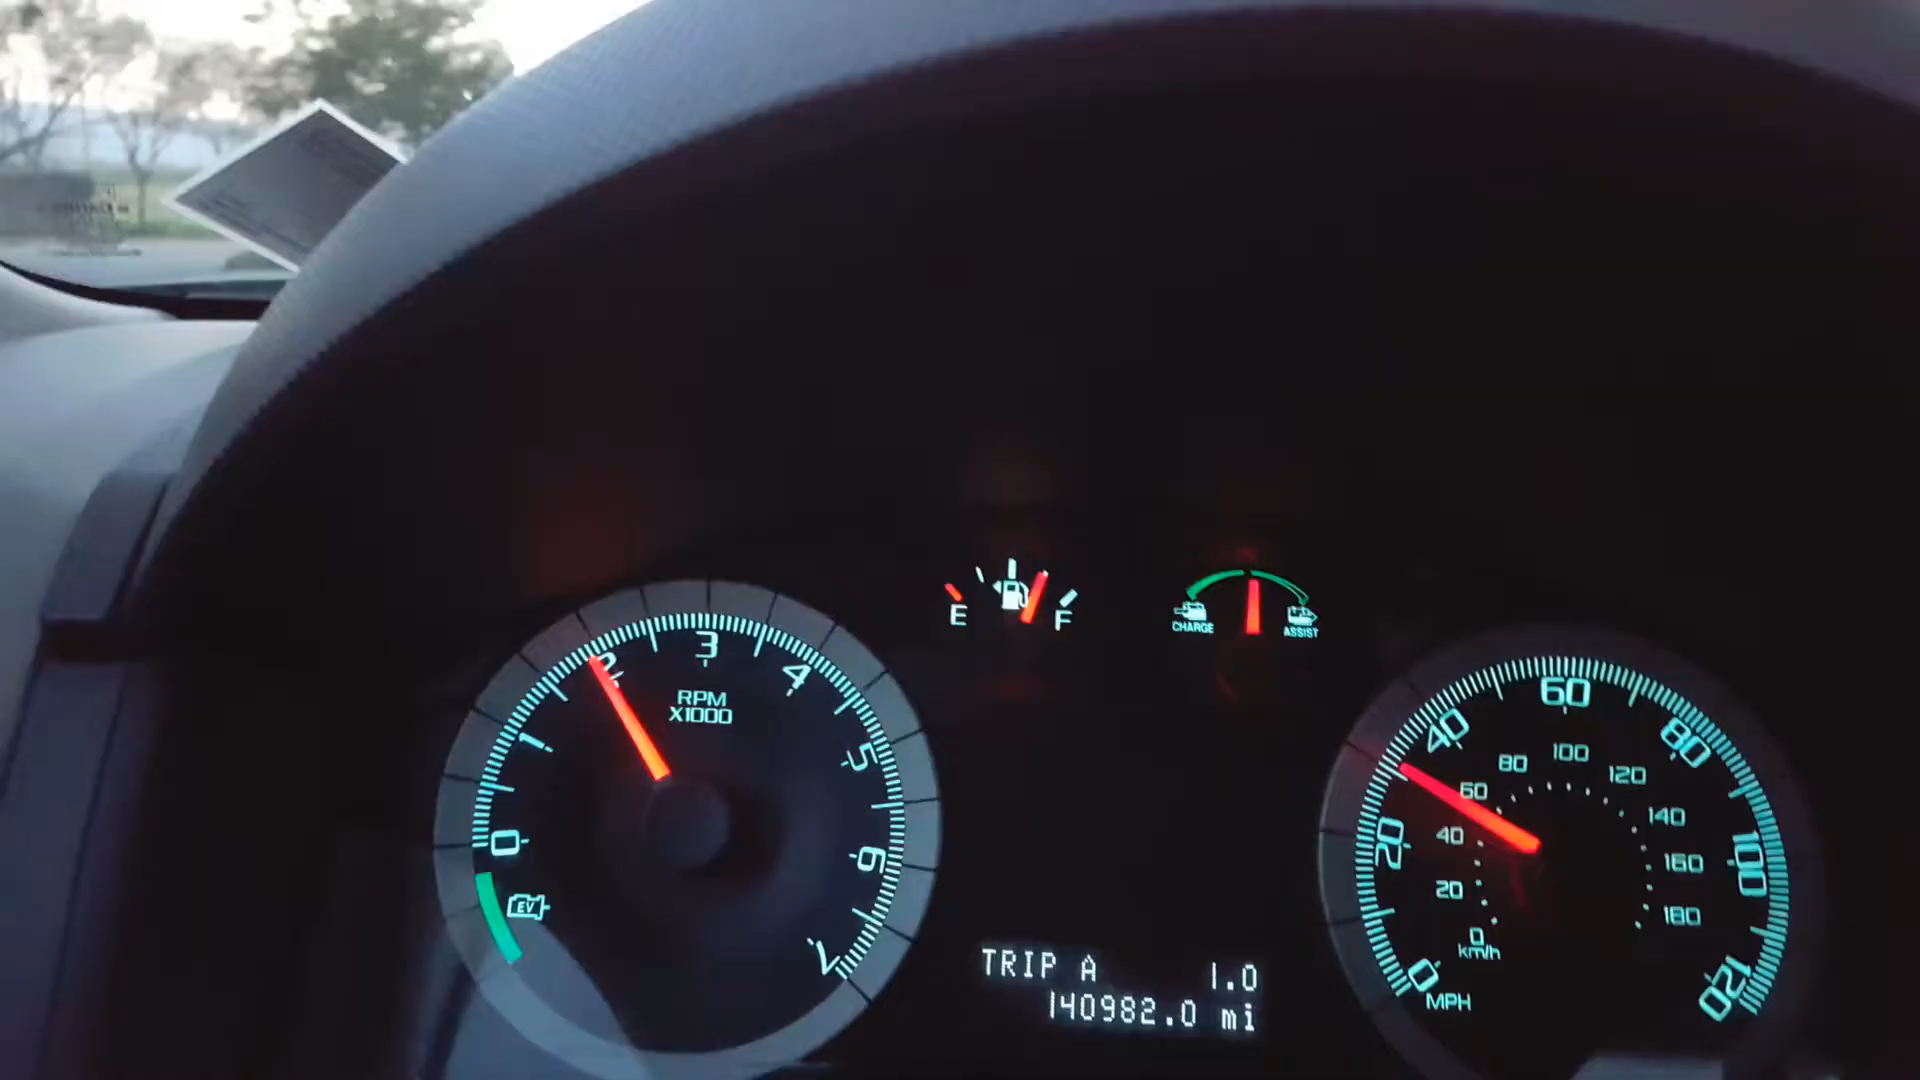 E F
CHARGE ASSIST
0 1 2 3 4 5 6 7
RPM
X1000
EV
0 20 40 60 80 100 120
MPH
0 20 40 60 80 100 120 140 160 180
km/h
TRIP A 1.0
140982.0 mi